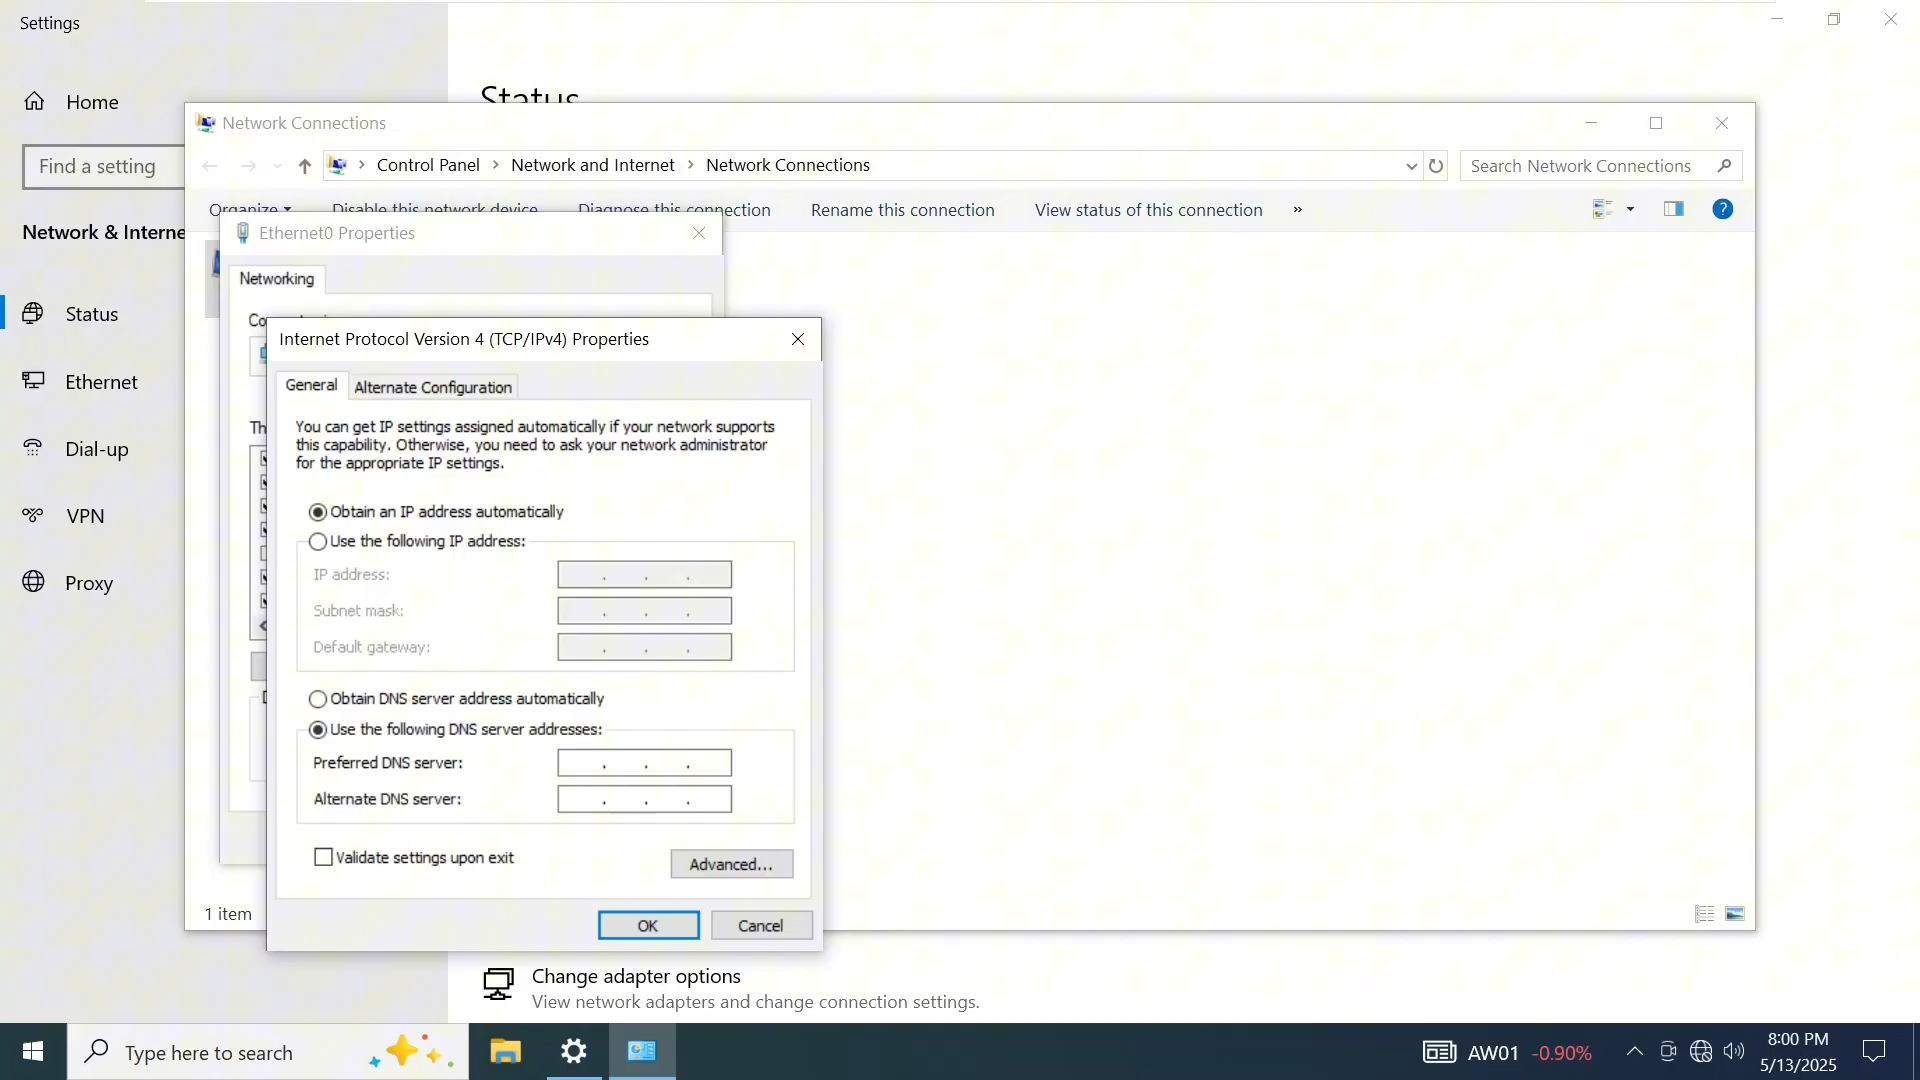 Settings
Home
Find a setting
Network & Interne
Status
Ethernet
Dial-up
VPN
Proxy
Status
Network Connections
Control Panel > Network and Internet > Network Connections
Search Network Connections
Organize
Disable this network device
Diagnose this connection
Rename this connection
View status of this connection
»
Ethernet0 Properties
Networking
Co
Th
Internet Protocol Version 4 (TCP/IPv4) Properties
General
Alternate Configuration
You can get IP settings assigned automatically if your network supports
this capability. Otherwise, you need to ask your network administrator
for the appropriate IP settings.
Obtain an IP address automatically
Use the following IP address:
IP address:
Subnet mask:
Default gateway:
Obtain DNS server address automatically
Use the following DNS server addresses:
Preferred DNS server:
Alternate DNS server:
Validate settings upon exit
Advanced...
OK
Cancel
1 item
Change adapter options
View network adapters and change connection settings.
Type here to search
AW01 -0.90%
8:00 PM
5/13/2025